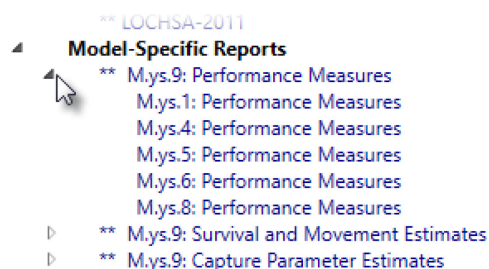 ** LOCHSA-2011
Model-Specific Reports
** M.ys.9: Performance Measures
M.ys.1: Performance Measures
M.ys.4: Performance Measures
M.ys.5: Performance Measures
M.ys.6: Performance Measures
M.ys.8: Performance Measures
** M.ys.9: Survival and Movement Estimates
** M.ys.9: Capture Parameter Estimates